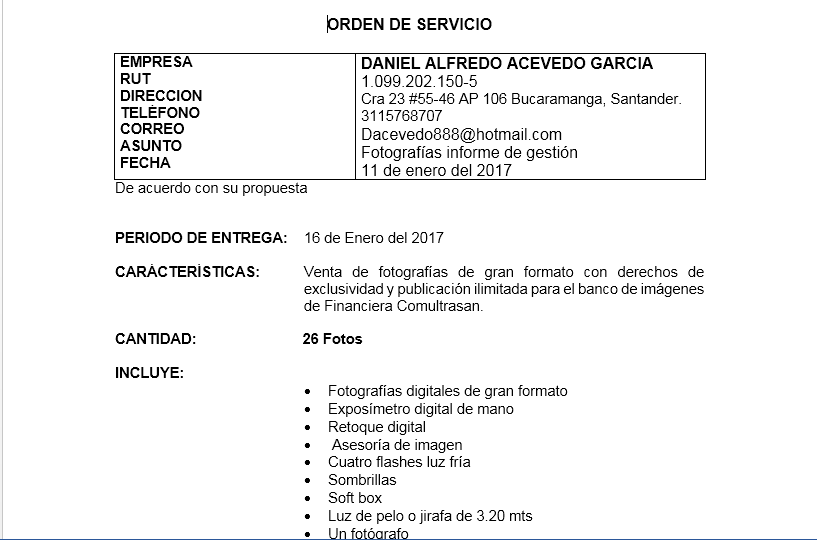 ORDEN DE SERVICIO
EMPRESA DANIEL ALFREDO ACEVEDO GARCIA
RUT 1.099.202.150-5
DIRECCION Cra 23 #55-46 AP 106 Bucaramanga, Santander.
TELÉFONO 3115768707
CORREO Dacevedo888@hotmail.com
ASUNTO Fotografías informe de gestión
FECHA 11 de enero del 2017
De acuerdo con su propuesta
PERIODO DE ENTREGA: 16 de Enero del 2017
CARÁCTERÍSTICAS: Venta de fotografías de gran formato con derechos de
exclusividad y publicación ilimitada para el banco de imágenes
de Financiera Comultrasan.
CANTIDAD: 26 Fotos
INCLUYE:
• Fotografías digitales de gran formato
• Exposímetro digital de mano
• Retoque digital
• Asesoría de imagen
• Cuatro flashes luz fría
• Sombrillas
• Soft box
• Luz de pelo o jirafa de 3.20 mts
• Un fotógrafo